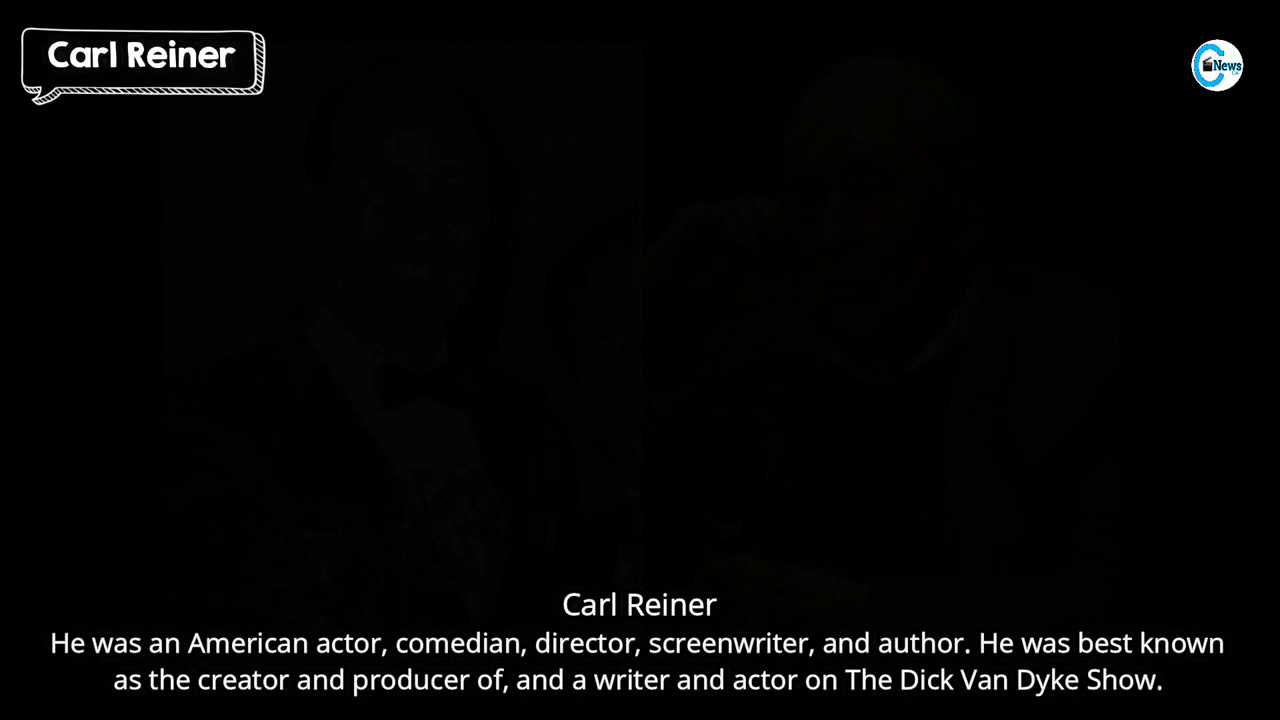 Carl Reiner
News
Carl Reiner
He was an American actor, comedian, director, screenwriter, and author. He was best known
as the creator and producer of, and a writer and actor on The Dick Van Dyke Show.